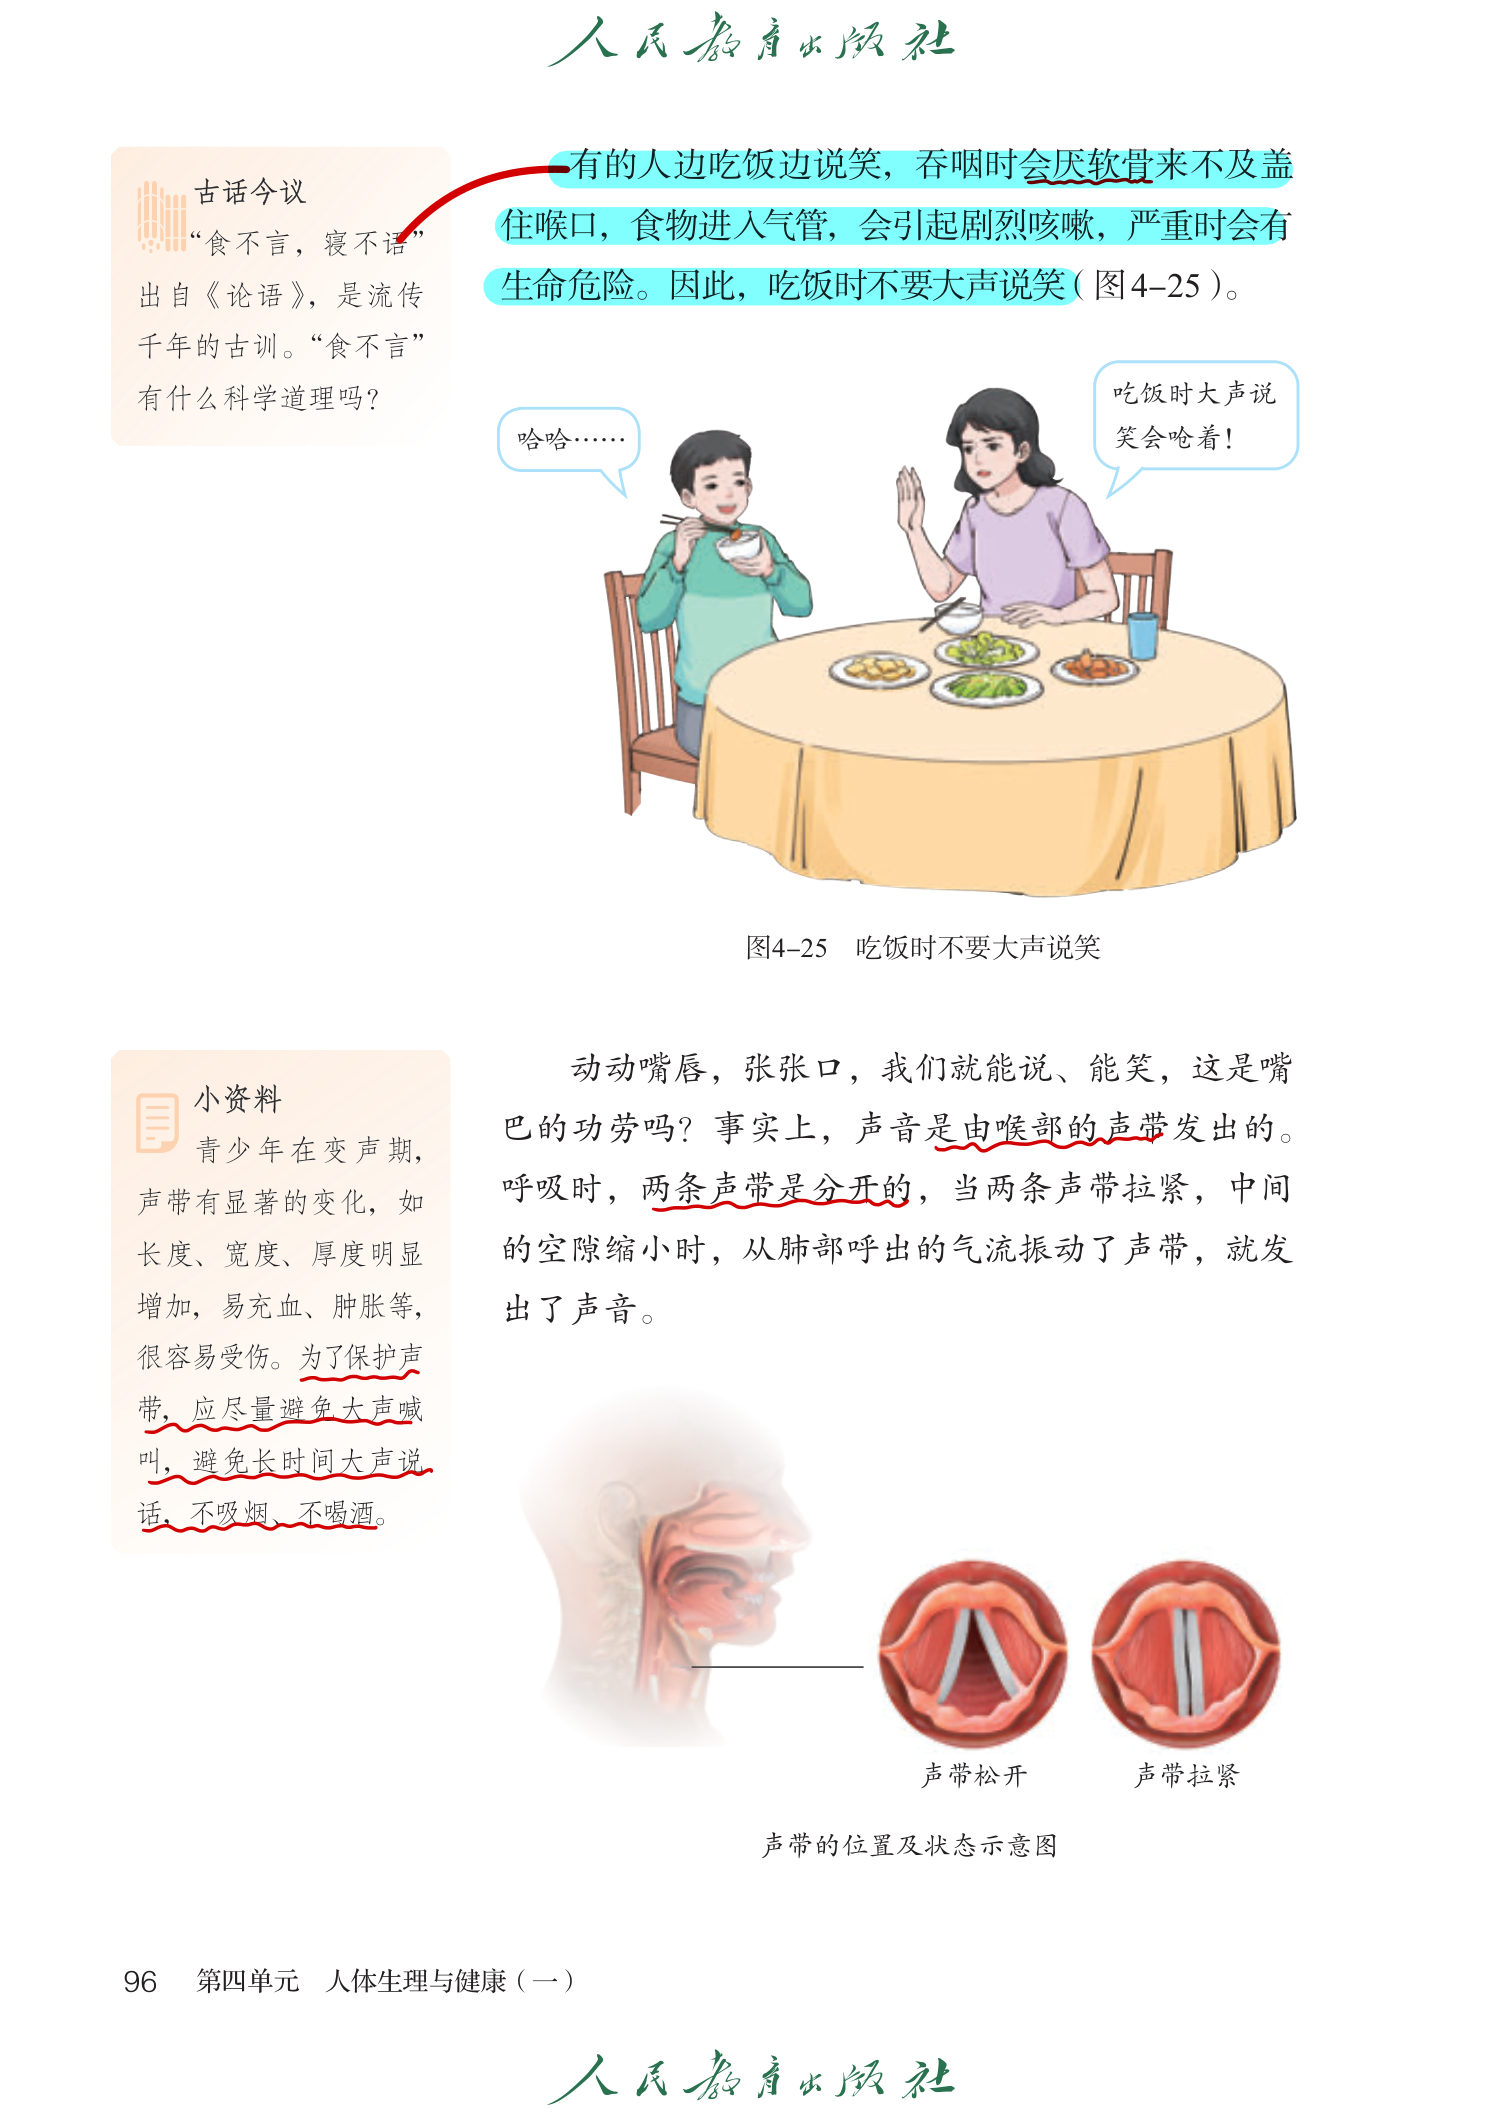 人民教育出版社
古话今议
“食不言，寝不语”
出自《论语》，是流传
千年的古训。“食不言”
有什么科学道理吗？
有的人边吃饭边说笑，吞咽时会厌软骨来不及盖
住喉口，食物进入气管，会引起剧烈咳嗽，严重时会有
生命危险。因此，吃饭时不要大声说笑（图4–25）。
哈哈……
吃饭时大声说
笑会呛着！
图4–25　吃饭时不要大声说笑
小资料
青少年在变声期，
声带有显著的变化，如
长度、宽度、厚度明显
增加，易充血、肿胀等，
很容易受伤。为了保护声
带，应尽量避免大声喊
叫，避免长时间大声说
话，不吸烟、不喝酒。
动动嘴唇，张张口，我们就能说、能笑，这是嘴
巴的功劳吗？事实上，声音是由喉部的声带发出的。
呼吸时，两条声带是分开的，当两条声带拉紧，中间
的空隙缩小时，从肺部呼出的气流振动了声带，就发
出了声音。
声带松开
声带拉紧
声带的位置及状态示意图
96　第四单元　人体生理与健康（一）
人民教育出版社